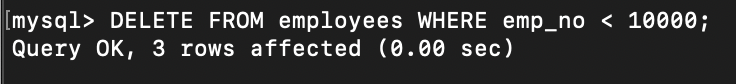 [mysql> DELETE FROM employees WHERE emp_no < 10000;
Query OK, 3 rows affected (0.00 sec)